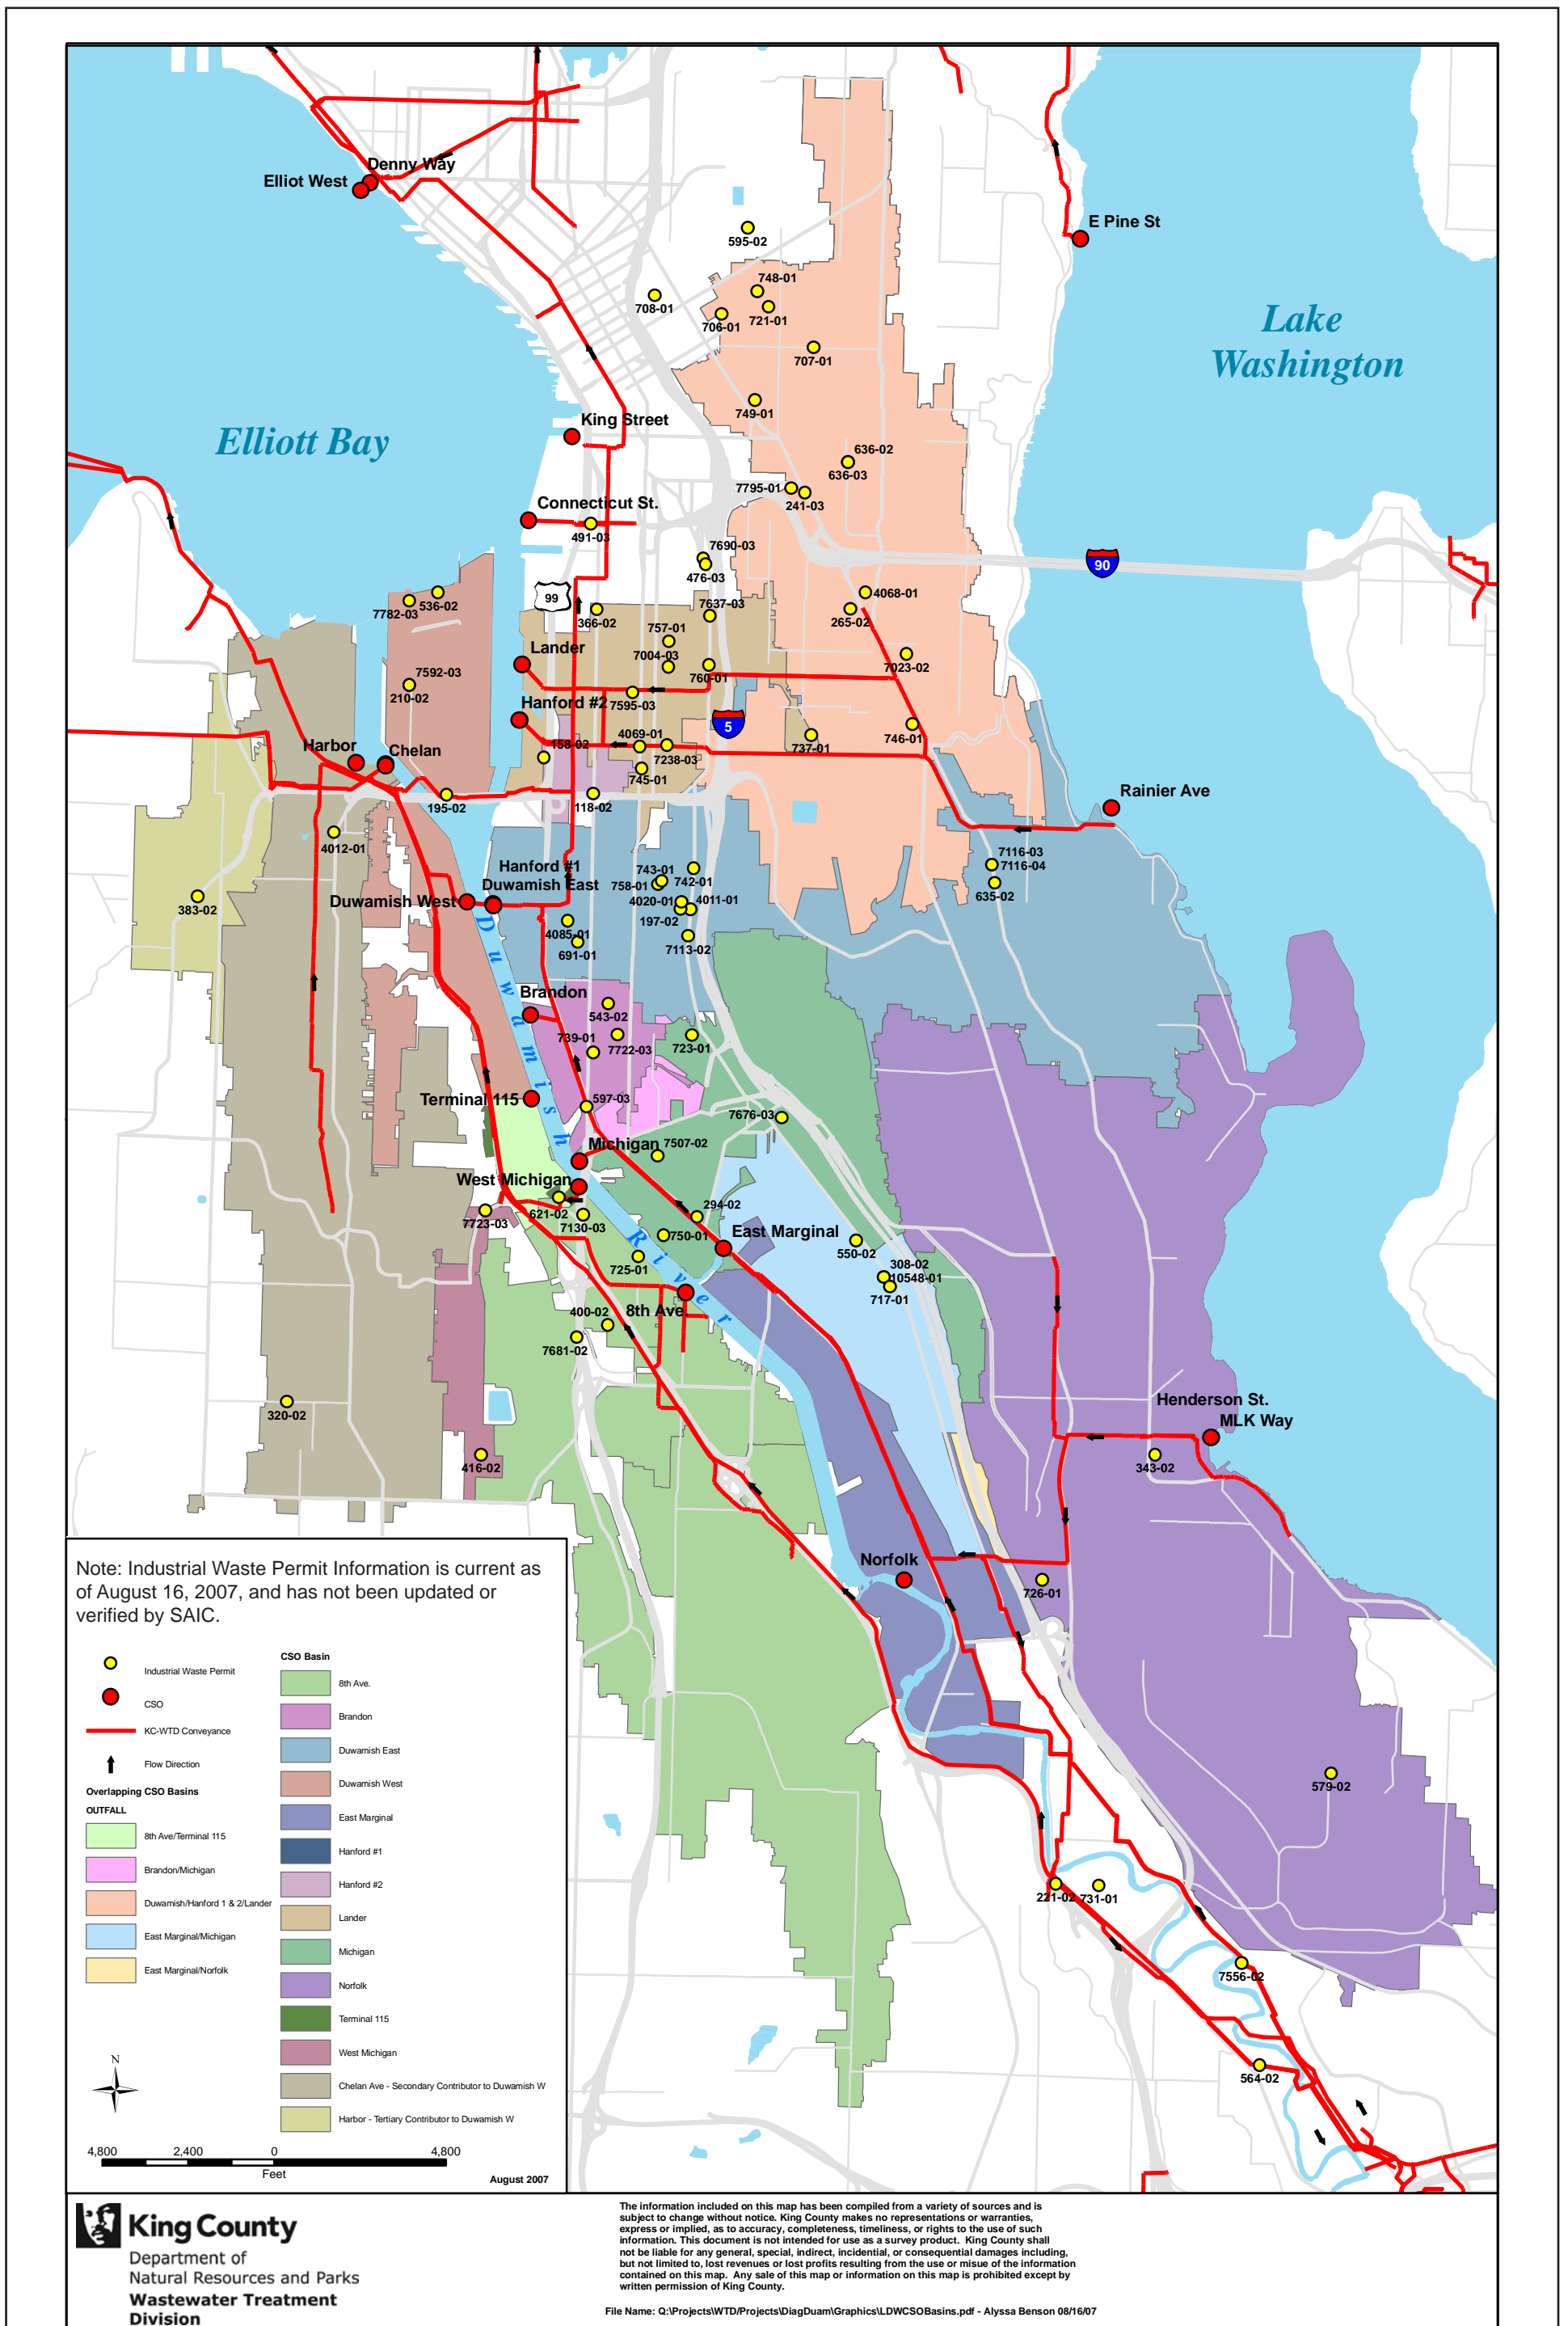 Denny Way
Elliot West
E Pine St
595-02
748-01
708-01
706-01
721-01
707-01
Lake
Washington
749-01
King Street
Elliott Bay
636-02
636-03
7795-01
241-03
Connecticut St.
491-03
7690-03
476-03
90
99
7782-03
536-02
366-02
7637-03
4068-01
265-02
757-01
Lander
7004-03
760-01
7023-02
7592-03
210-02
7595-03
Hanford #2
5
4069-01
158-02
7238-03
737-01
746-01
Harbor
Chelan
745-01
195-02
118-02
Rainier Ave
4012-01
7116-03
7116-04
635-02
Hanford #1
Duwamish East
743-01
758-01
742-01
383-02
Duwamish West
4020-01
4011-01
197-02
4085-01
691-01
7113-02
Duwamish
River
Brandon
543-02
739-01
7722-03
723-01
Terminal 115
597-03
7676-03
Michigan
7507-02
West Michigan
621-02
7130-03
7723-03
294-02
750-01
East Marginal
725-01
550-02
308-02
10548-01
717-01
8th Ave.
400-02
7681-02
320-02
416-02
Henderson St.
MLK Way
343-02
Norfolk
726-01
579-02
221-02
731-01
7556-02
564-02
Note: Industrial Waste Permit Information is current as
of August 16, 2007, and has not been updated or
verified by SAIC.
Industrial Waste Permit
CSO
KC-WTD Conveyance
Flow Direction
Overlapping CSO Basins
OUTFALL
8th Ave/Terminal 115
Brandon/Michigan
Duwamish/Hanford 1 & 2/Lander
East Marginal/Michigan
East Marginal/Norfolk
CSO Basin
8th Ave.
Brandon
Duwamish East
Duwamish West
East Marginal
Hanford #1
Hanford #2
Lander
Michigan
Norfolk
Terminal 115
West Michigan
Chelan Ave - Secondary Contributor to Duwamish W
Harbor - Tertiary Contributor to Duwamish W
N
4,800 2,400 0 4,800
Feet
August 2007
King County
Department of
Natural Resources and Parks
Wastewater Treatment
Division
The information included on this map has been compiled from a variety of sources and is
subject to change without notice. King County makes no representations or warranties,
express or implied, as to accuracy, completeness, timeliness, or rights to the use of such
information. This document is not intended for use as a survey product. King County shall
not be liable for any general, special, indirect, incidental, or consequential damages including,
but not limited to, lost revenues or lost profits resulting from the use or misue of the information
contained on this map. Any sale of this map or information on this map is prohibited except by
written permission of King County.
File Name: Q:\Projects\WTD/Projects\DiagDuam\Graphics\LDWCSOBasins.pdf - Alyssa Benson 08/16/07